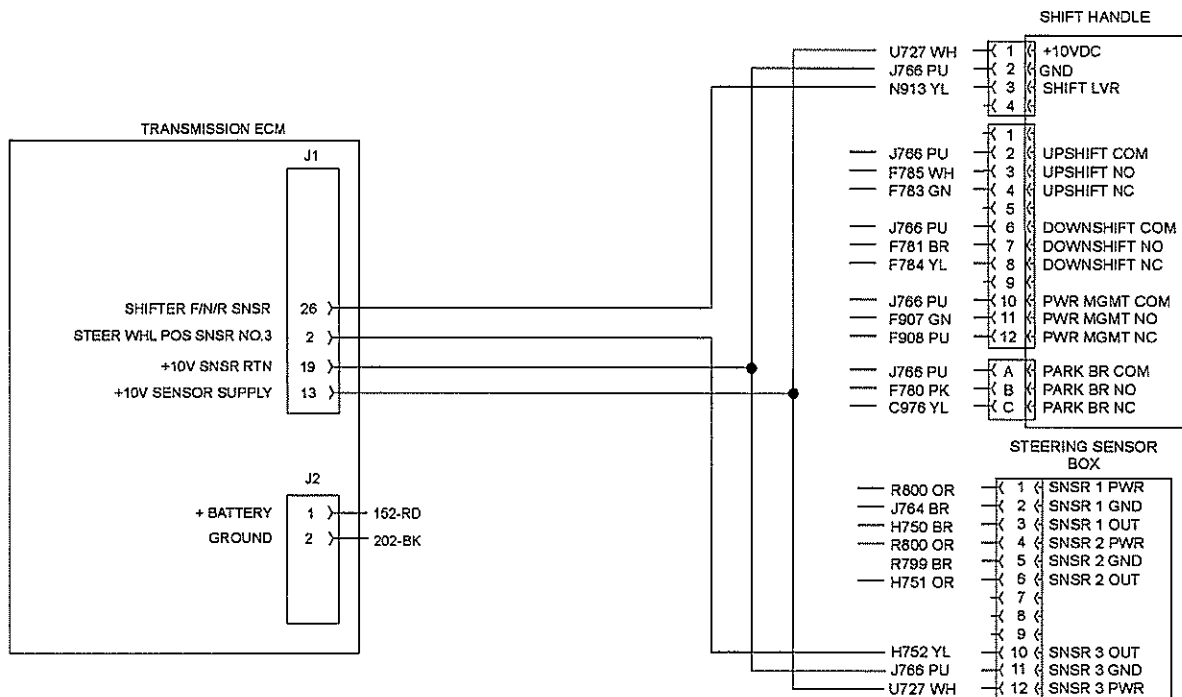 SHIFT HANDLE
U727 WH 1 +10VDC
J766 PU 2 GND
N913 YL 3 SHIFT LVR
4
1
J766 PU 2 UPSHIFT COM
F785 WH 3 UPSHIFT NO
F783 GN 4 UPSHIFT NC
5
J766 PU 6 DOWNSHIFT COM
F781 BR 7 DOWNSHIFT NO
F784 YL 8 DOWNSHIFT NC
9
J766 PU 10 PWR MGMT COM
F907 GN 11 PWR MGMT NO
F908 PU 12 PWR MGMT NC
J766 PU A PARK BR COM
F780 PK B PARK BR NO
C976 YL C PARK BR NC
TRANSMISSION ECM
J1
SHIFTER F/N/R SNSR 26
STEER WHL POS SNSR NO.3 2
+10V SNSR RTN 19
+10V SENSOR SUPPLY 13
J2
+ BATTERY 1 152-RD
GROUND 2 202-BK
STEERING SENSOR
BOX
R800 OR 1 SNSR 1 PWR
J764 BR 2 SNSR 1 GND
H750 BR 3 SNSR 1 OUT
R800 OR 4 SNSR 2 PWR
R799 BR 5 SNSR 2 GND
H751 OR 6 SNSR 2 OUT
7
8
9
H752 YL 10 SNSR 3 OUT
J766 PU 11 SNSR 3 GND
U727 WH 12 SNSR 3 PWR